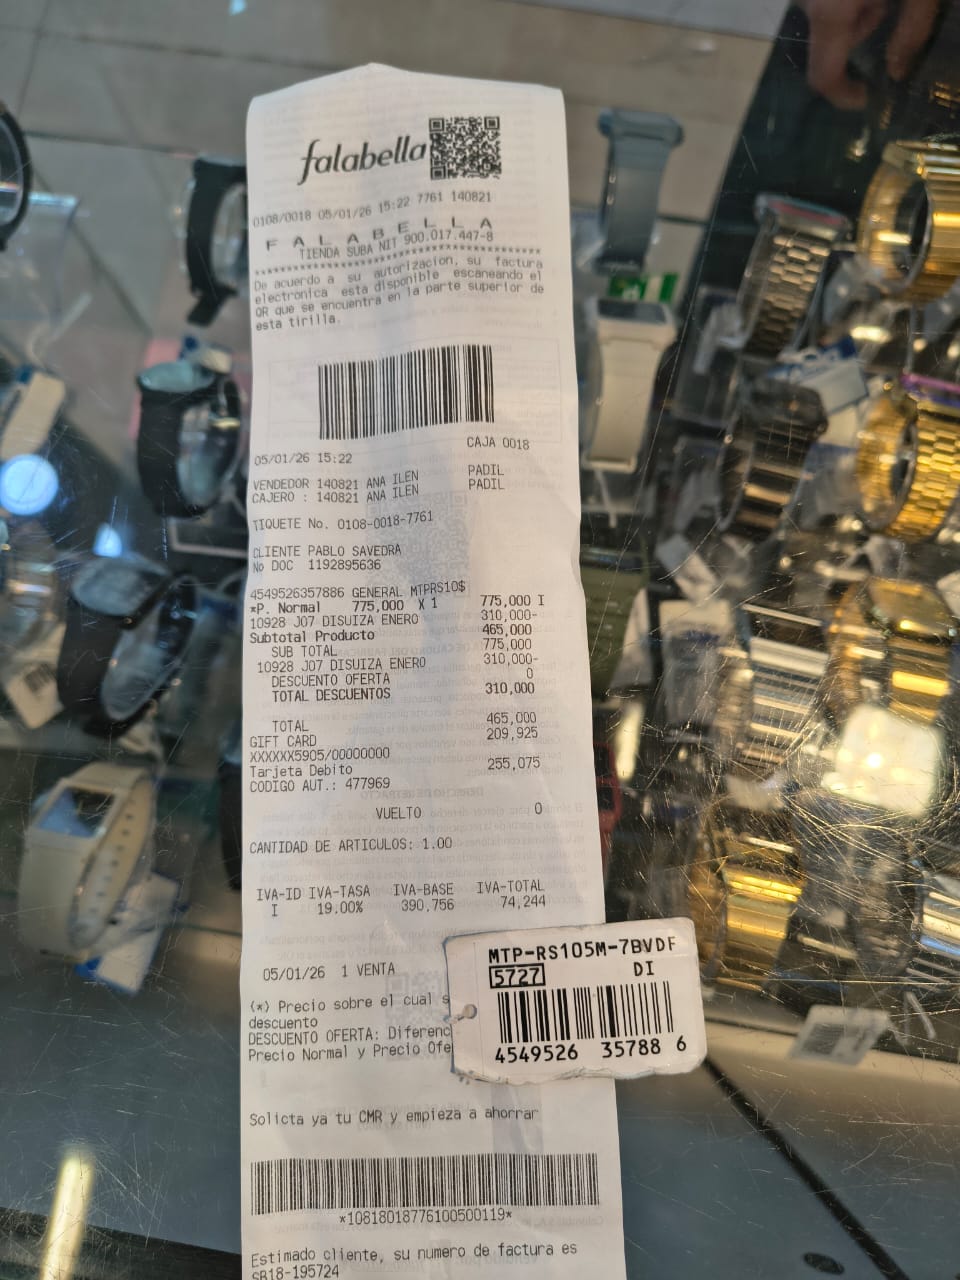 falabella
0108/0018 05/01/26 15:22 7761 140821
F A L A B E L L A
TIENDA SUBA NIT 900.017.447-8
****************************************
De acuerdo a su autorizacion, su factura
electronica esta disponible escaneando el
QR que se encuentra en la parte superior de
esta tirilla.
CAJA 0018
05/01/26 15:22
VENDEDOR 140821 ANA ILEN PADIL
CAJERO : 140821 ANA ILEN PADIL
TIQUETE No. 0108-0018-7761
CLIENTE PABLO SAVEDRA
No DOC 1192895636
4549526357886 GENERAL MTPRS10$
*P. Normal 775,000 X 1 775,000 I
10928 J07 DISUIZA ENERO 310,000-
Subtotal Producto 465,000
SUB TOTAL 775,000
10928 J07 DISUIZA ENERO 310,000-
DESCUENTO OFERTA 0
TOTAL DESCUENTOS 310,000
TOTAL 465,000
GIFT CARD 209,925
XXXXXX5905/00000000
Tarjeta Debito 255,075
CODIGO AUT.: 477969
VUELTO 0
CANTIDAD DE ARTICULOS: 1.00
IVA-ID IVA-TASA IVA-BASE IVA-TOTAL
I 19.00% 390,756 74,244
05/01/26 1 VENTA
(*) Precio sobre el cual s
descuento
DESCUENTO OFERTA: Diferenc
Precio Normal y Precio Ofe
MTP-RS105M-7BVDF
5727 DI
4549526 35788 6
Solicta ya tu CMR y empieza a ahorrar
*10818018776100500119*
Estimado cliente, su numero de factura es
SB18-195724